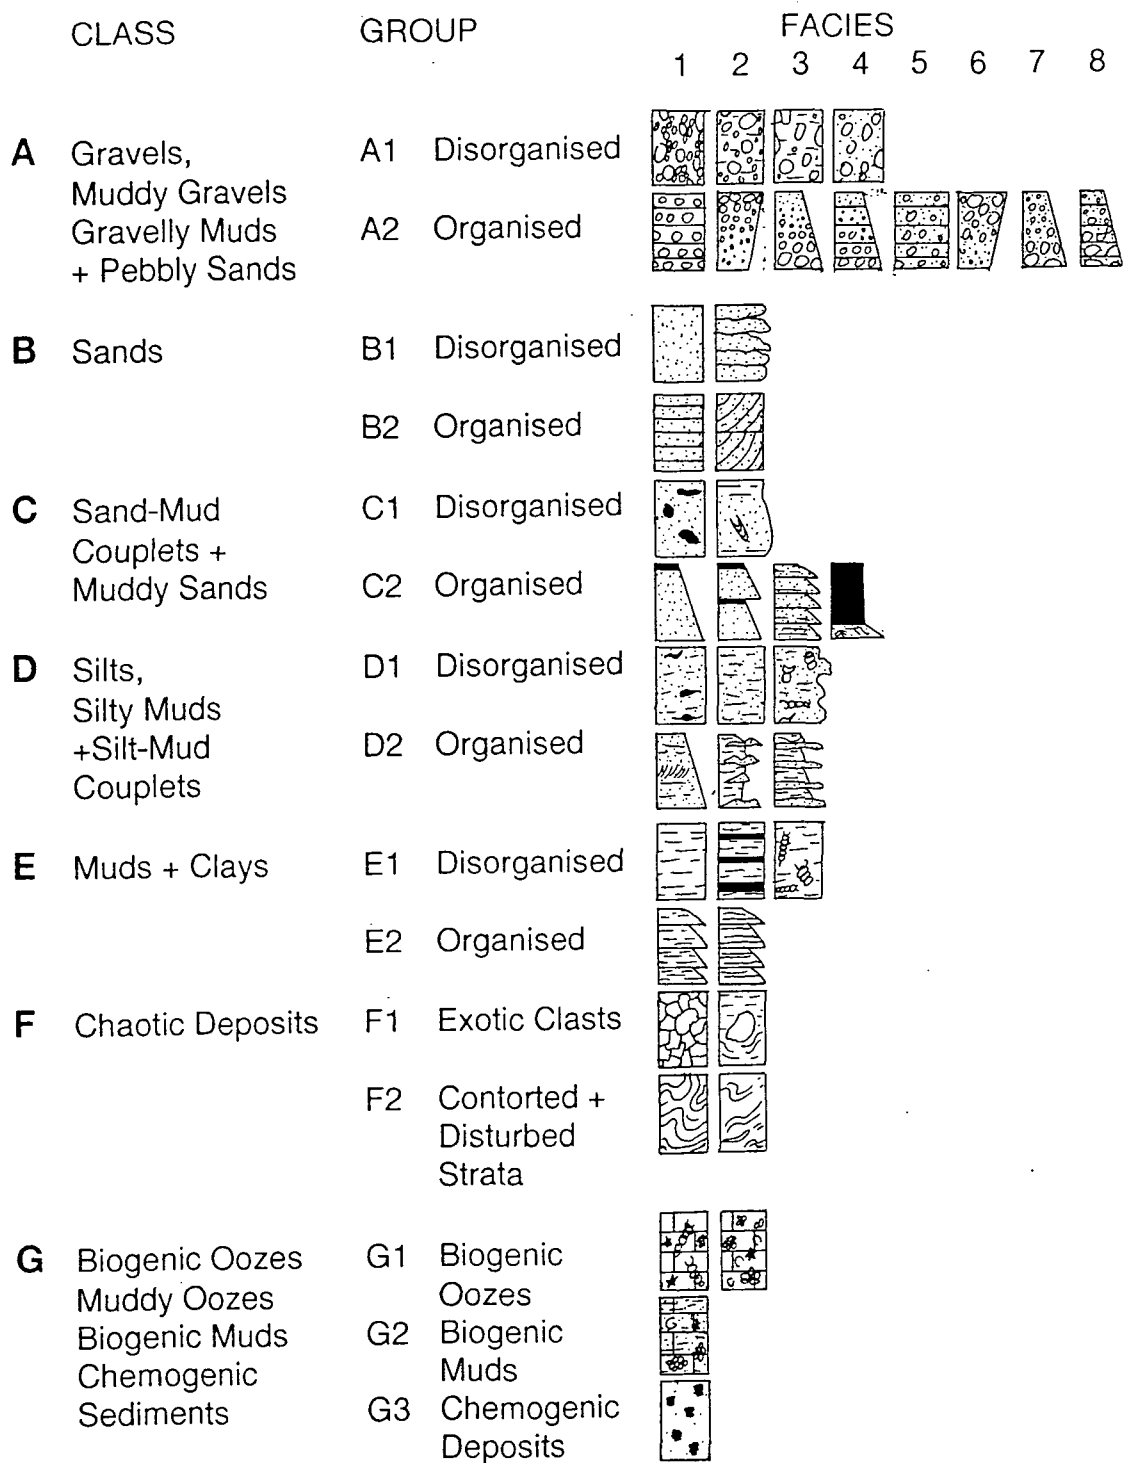 CLASS GROUP FACIES
1 2 3 4 5 6 7 8
A Gravels, A1 Disorganised
Muddy Gravels
Gravelly Muds A2 Organised
+ Pebbly Sands
B Sands B1 Disorganised
B2 Organised
C Sand-Mud C1 Disorganised
Couplets +
Muddy Sands C2 Organised
D Silts, D1 Disorganised
Silty Muds
+Silt-Mud D2 Organised
Couplets
E Muds + Clays E1 Disorganised
E2 Organised
F Chaotic Deposits F1 Exotic Clasts
F2 Contorted +
Disturbed
Strata
G Biogenic Oozes G1 Biogenic
Muddy Oozes Oozes
Biogenic Muds G2 Biogenic
Chemogenic Muds
Sediments G3 Chemogenic
Deposits